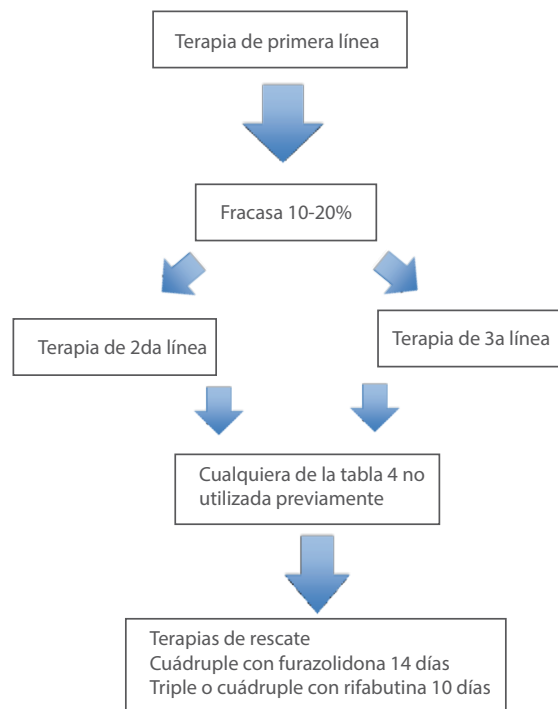 Terapia de primera línea
Fracasa 10-20%
Terapia de 2da línea
Terapia de 3a línea
Cualquiera de la tabla 4 no
utilizada previamente
Terapias de rescate
Cuádruple con furazolidona 14 días
Triple o cuádruple con rifabutina 10 días